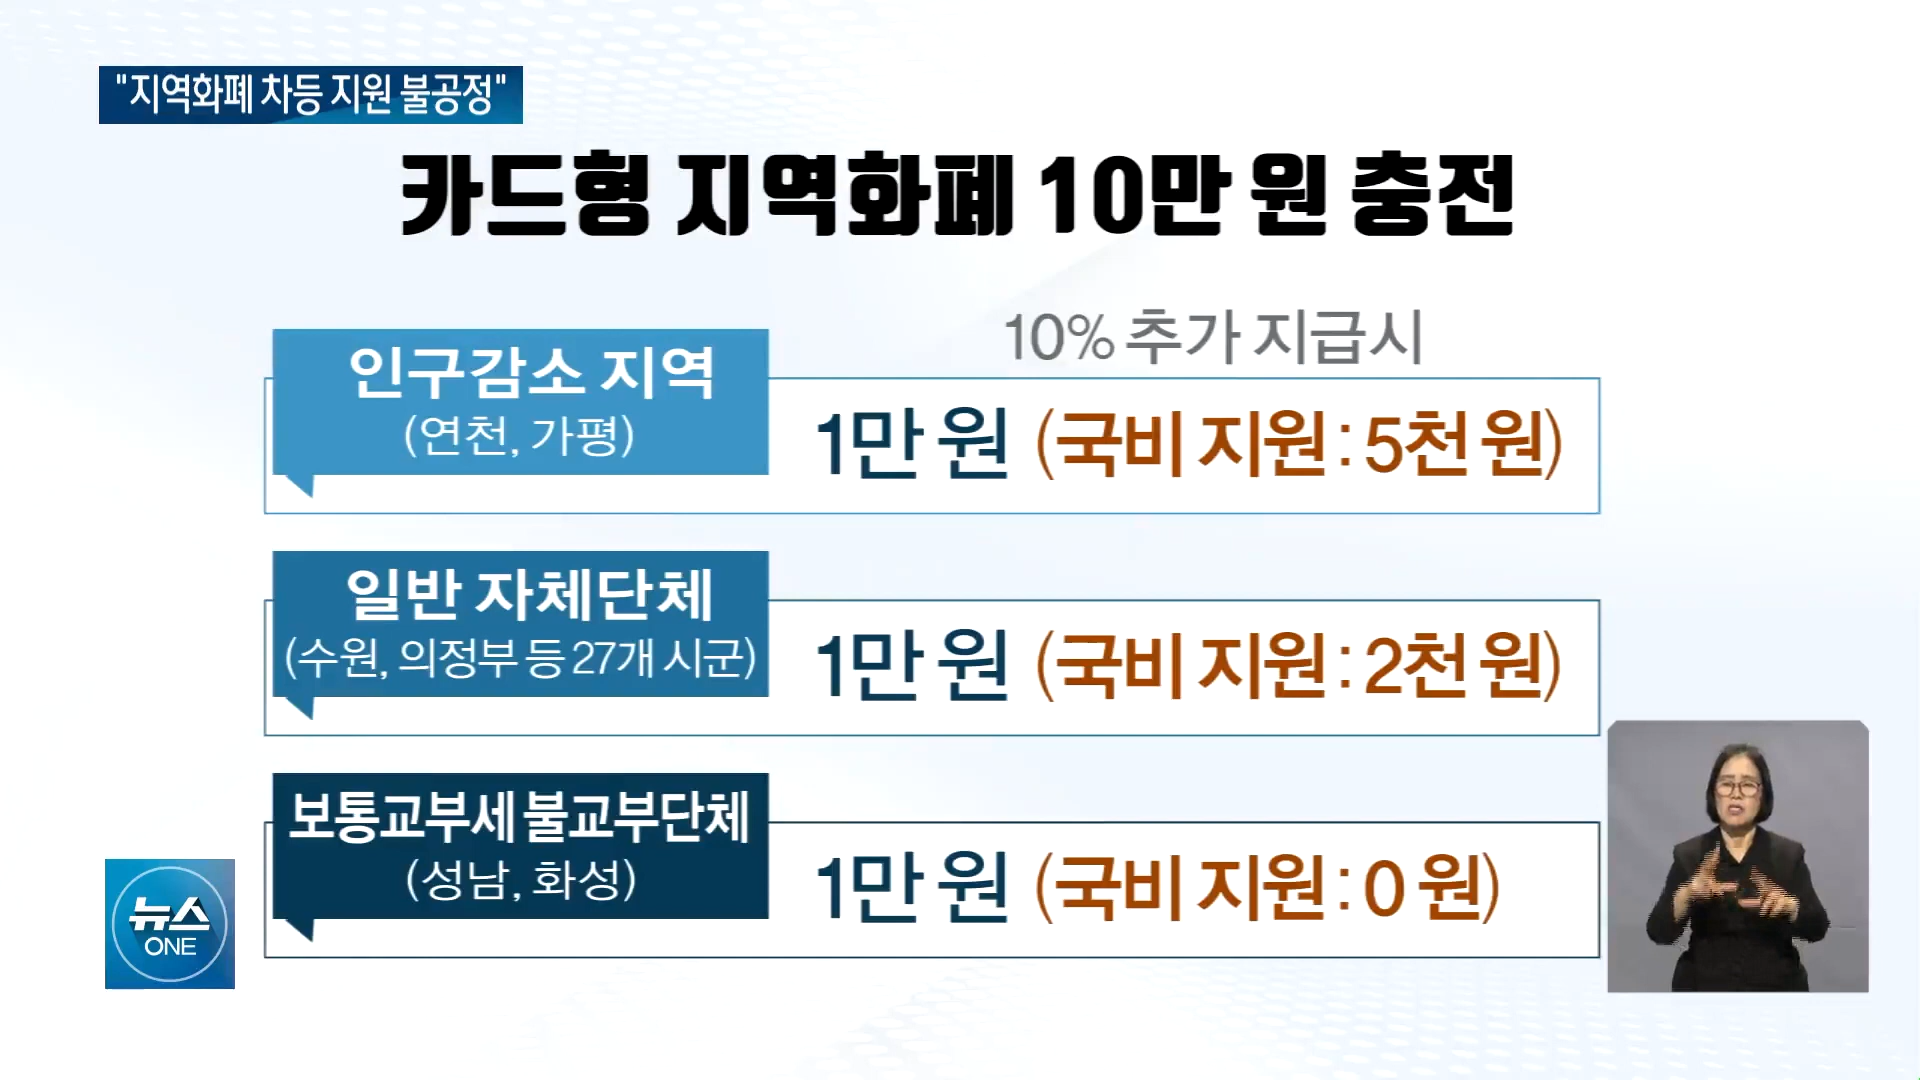 "지역화폐 차등 지원 불공정"
카드형 지역화폐 10만 원 충전
10% 추가 지급시
인구감소 지역
(연천, 가평)
1만 원 (국비 지원 : 5천 원)
일반 자체단체
(수원, 의정부 등 27개 시군)
1만 원 (국비 지원 : 2천 원)
보통교부세 불교부단체
(성남, 화성)
1만 원 (국비 지원 : 0 원)
뉴스
ONE